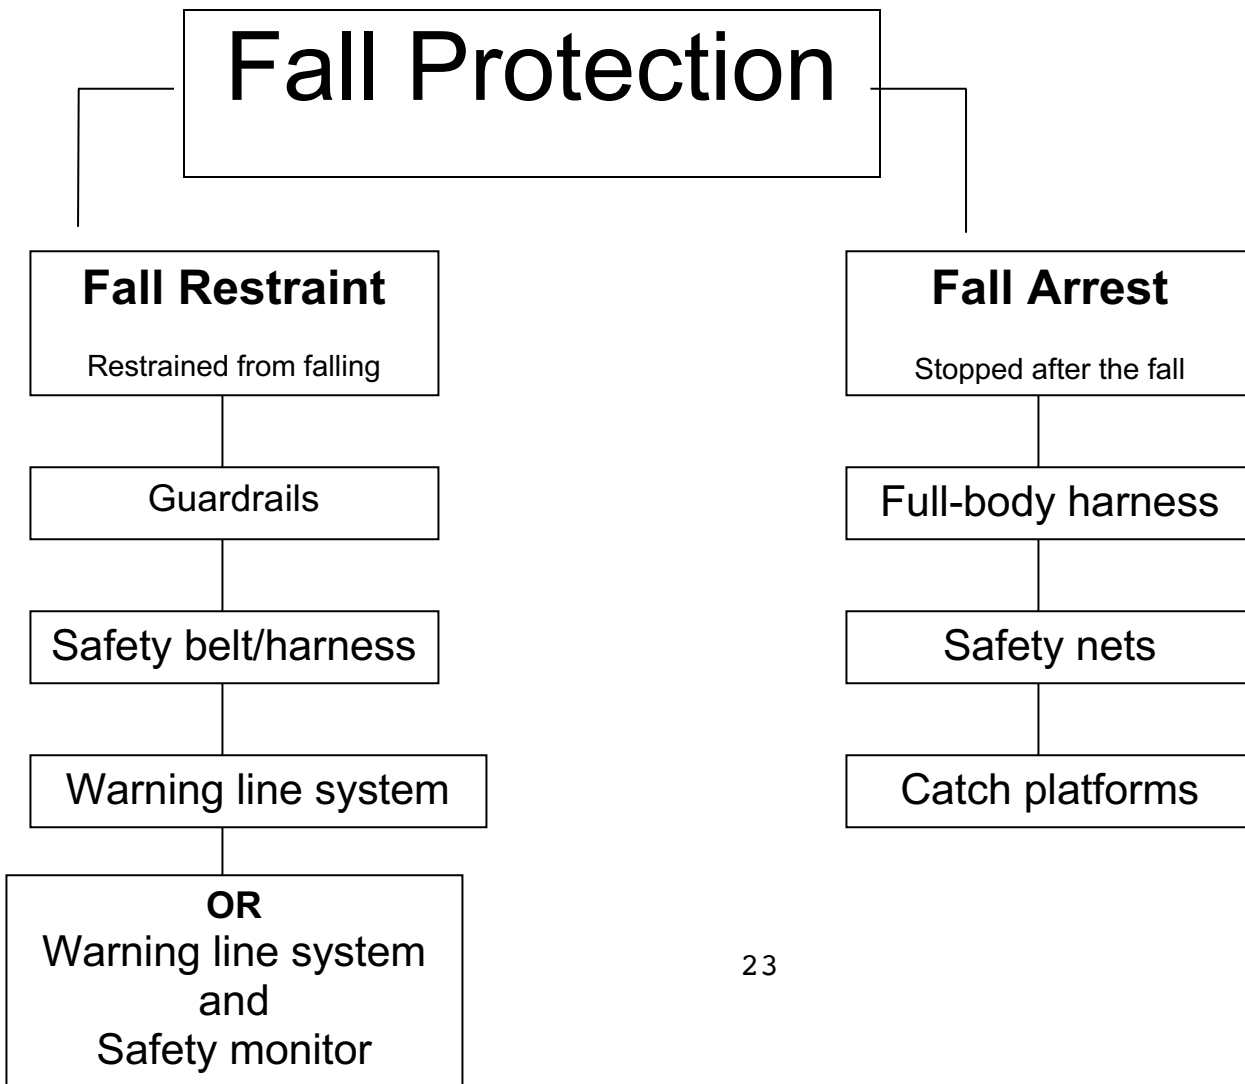 Fall Protection
Fall Restraint
Restrained from falling
Guardrails
Safety belt/harness
Warning line system
OR
Warning line system
and
Safety monitor
Fall Arrest
Stopped after the fall
Full-body harness
Safety nets
Catch platforms
23